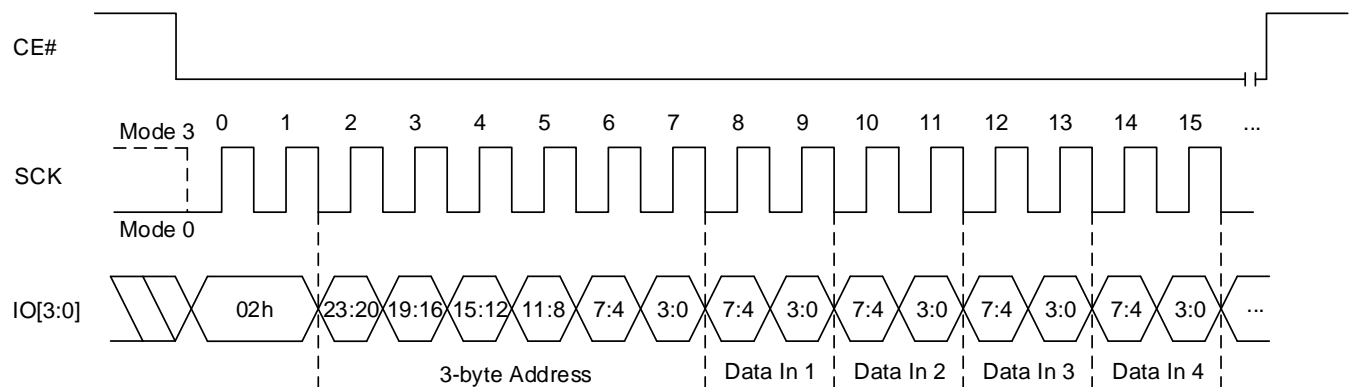 CE#
0 1 2 3 4 5 6 7 8 9 10 11 12 13 14 15 ...
Mode 3
SCK
Mode 0
IO[3:0] 02h 23:20 19:16 15:12 11:8 7:4 3:0 7:4 3:0 7:4 3:0 7:4 3:0 7:4 3:0 ...
3-byte Address Data In 1 Data In 2 Data In 3 Data In 4